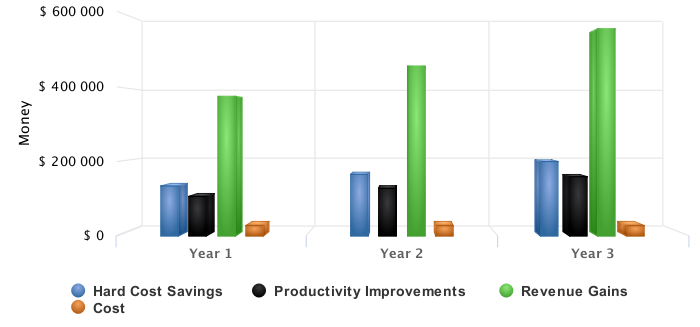 $ 600 000
$ 400 000
$ 200 000
$ 0
Money
Year 1
Year 2
Year 3
Hard Cost Savings
Productivity Improvements
Revenue Gains
Cost